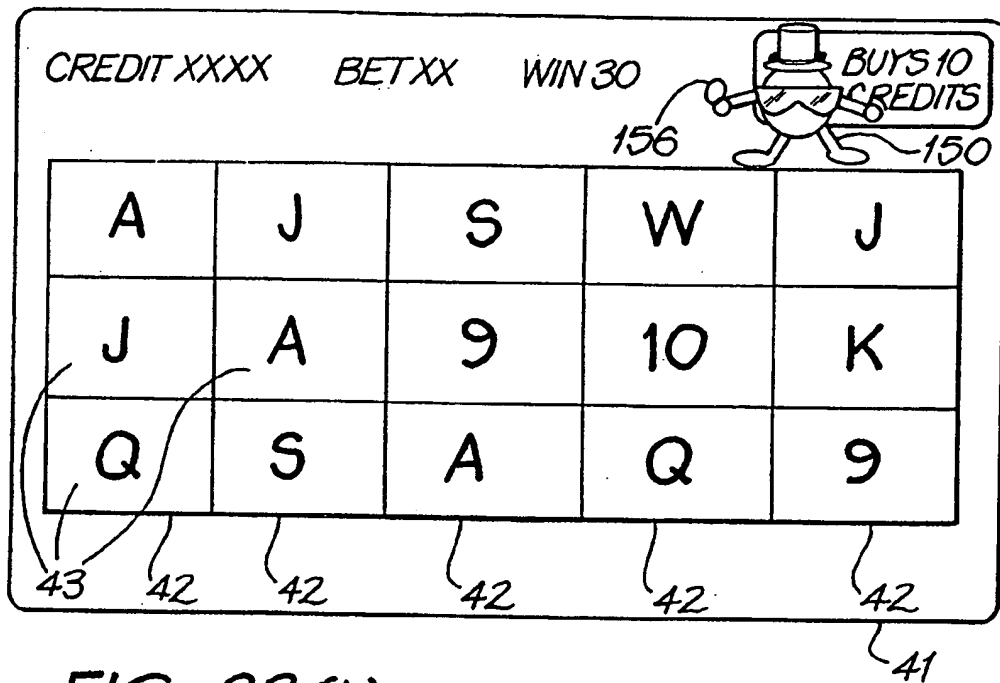 CREDIT XXXX BET XX WIN 30 BUYS 10
CREDITS
156 150
A J S W J
J A 9 10 K
Q S A Q 9
43 42 42 42 42 42
41